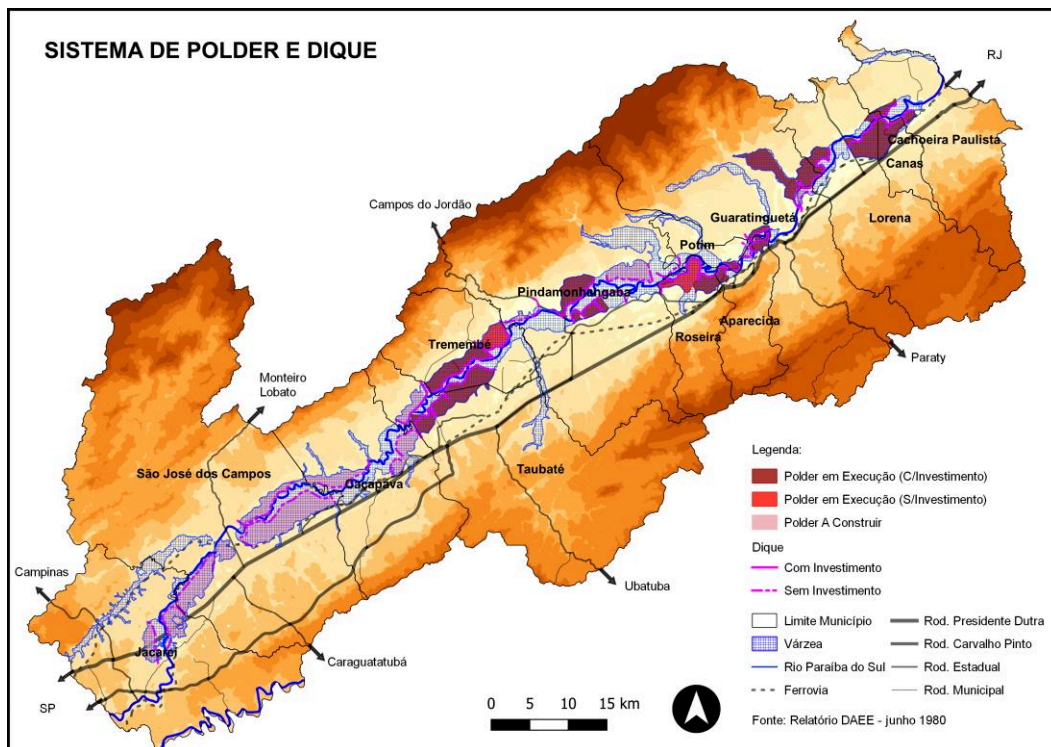 SISTEMA DE POLDER E DIQUE
RJ
Cachoeira Paulista
Canas
Campos do Jordão
Guaratinguetá
Lorena
Potim
Pindamonhangaba
Aparecida
Roseira
Tremembé
Paraty
Monteiro
Lobato
Taubaté
São José dos Campos
Caçapava
Ubatuba
Campinas
Jacareí
Caraguatatubá
SP
0 5 10 15 km
Legenda:
Polder em Execução (C/Investimento)
Polder em Execução (S/Investimento)
Polder A Construir
Dique
Com Investimento
Sem Investimento
Limite Município
Várzea
Rio Paraíba do Sul
Ferrovia
Rod. Presidente Dutra
Rod. Carvalho Pinto
Rod. Estadual
Rod. Municipal
Fonte: Relatório DAEE - junho 1980